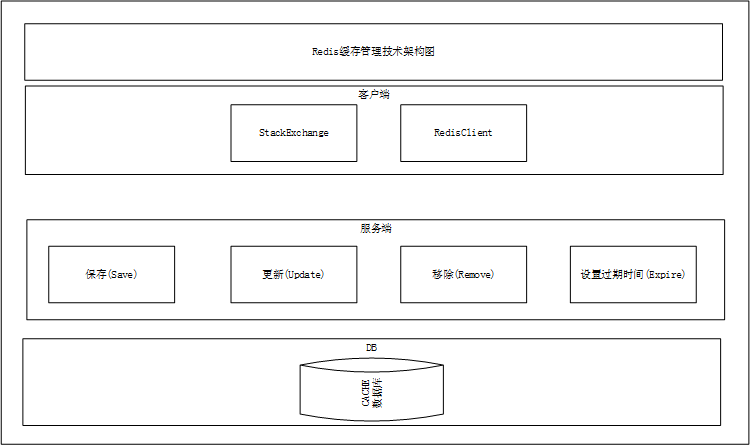 Redis缓存管理技术架构图
客户端
StackExchange
RedisClient
服务端
保存(Save)
更新(Update)
移除(Remove)
设置过期时间(Expire)
DB
CACHE
数据库